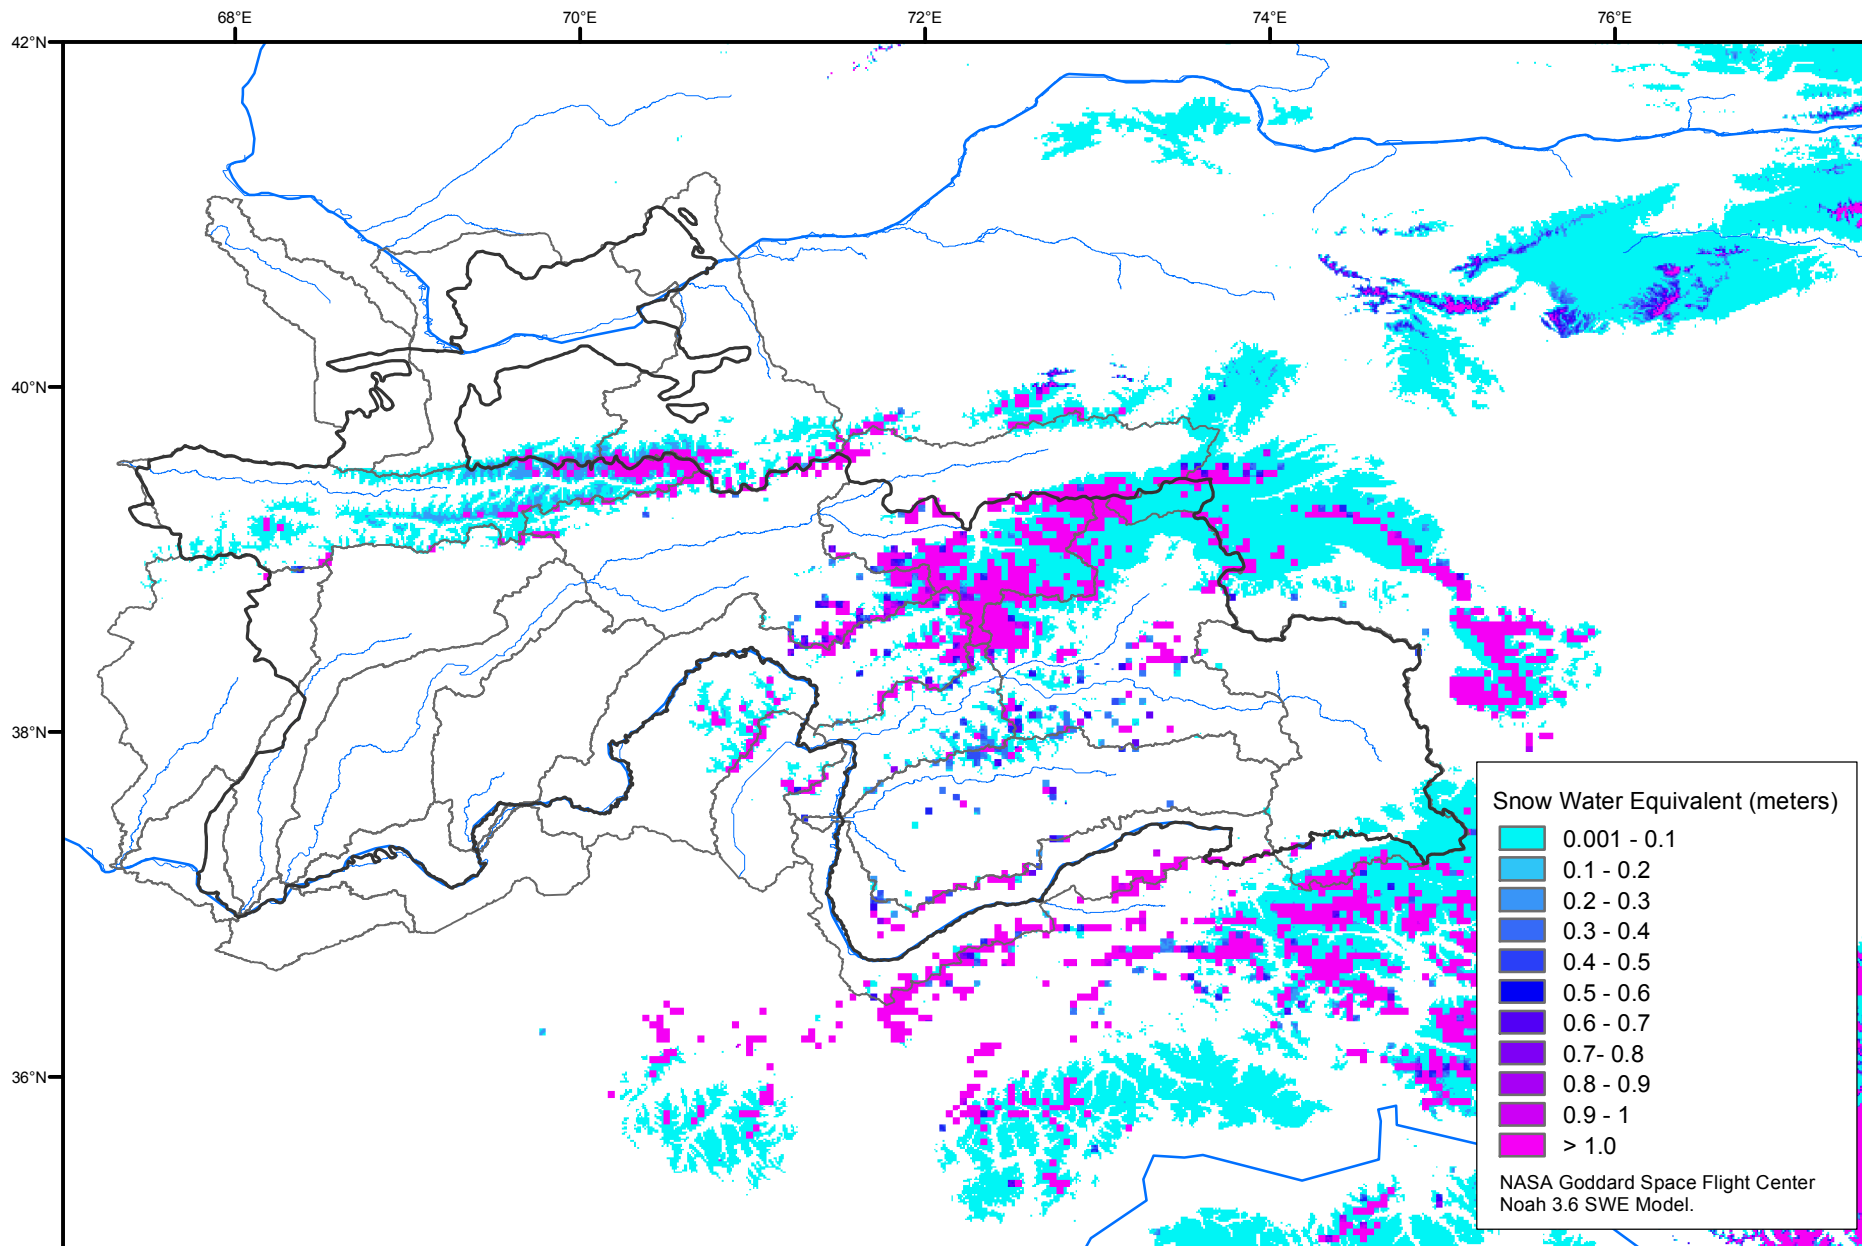 68°E
70°E
72°E
74°E
76°E
42°N
40°N
38°N
36°N
Snow Water Equivalent (meters)
0.001 - 0.1
0.1 - 0.2
0.2 - 0.3
0.3 - 0.4
0.4 - 0.5
0.5 - 0.6
0.6 - 0.7
0.7- 0.8
0.8 - 0.9
0.9 - 1
> 1.0
NASA Goddard Space Flight Center
Noah 3.6 SWE Model.